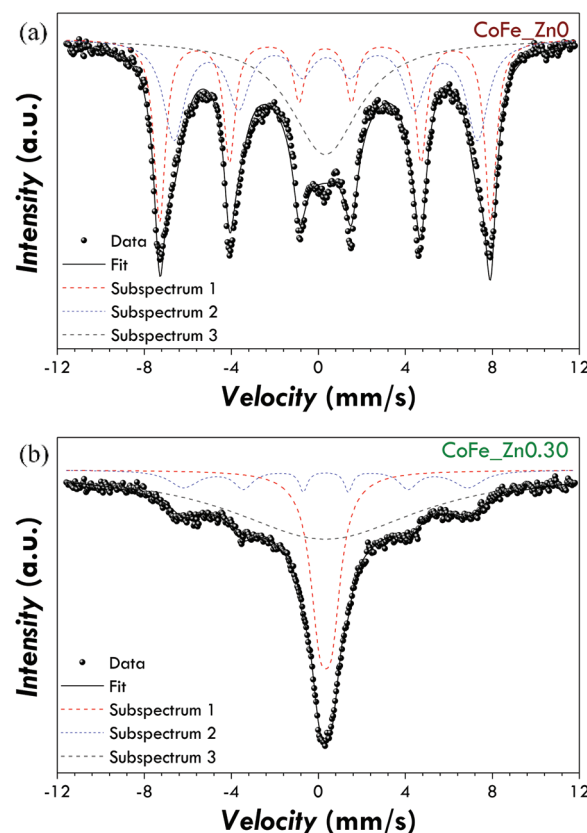 (a)
CoFe_Zn0
Intensity (a.u.)
Data
Fit
Subspectrum 1
Subspectrum 2
Subspectrum 3
-12 -8 -4 0 4 8 12
Velocity (mm/s)
(b)
CoFe_Zn0.30
Intensity (a.u.)
Data
Fit
Subspectrum 1
Subspectrum 2
Subspectrum 3
-12 -8 -4 0 4 8 12
Velocity (mm/s)